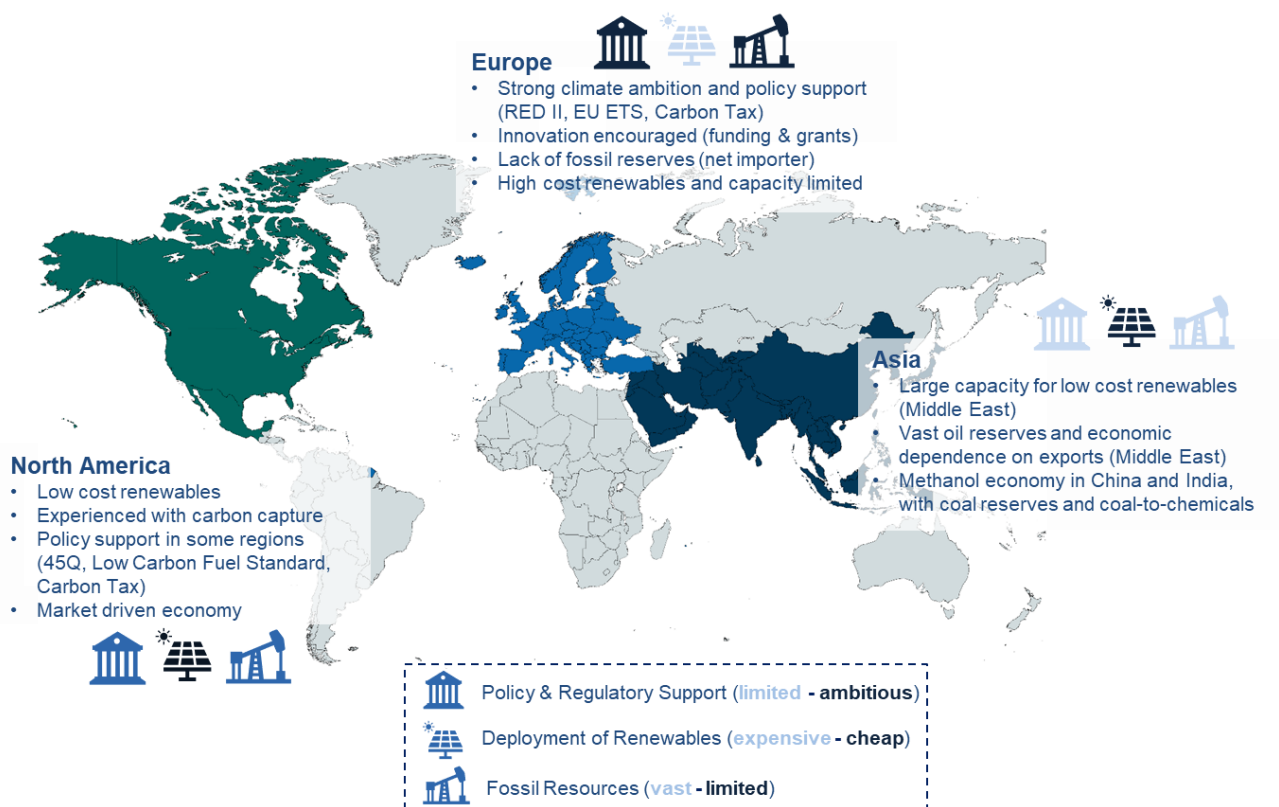 Europe
• Strong climate ambition and policy support
(RED II, EU ETS, Carbon Tax)
• Innovation encouraged (funding & grants)
• Lack of fossil reserves (net importer)
• High cost renewables and capacity limited
Asia
• Large capacity for low cost renewables
(Middle East)
• Vast oil reserves and economic
dependence on exports (Middle East)
• Methanol economy in China and India,
with coal reserves and coal-to-chemicals
North America
• Low cost renewables
• Experienced with carbon capture
• Policy support in some regions
(45Q, Low Carbon Fuel Standard,
Carbon Tax)
• Market driven economy
Policy & Regulatory Support (limited - ambitious)
Deployment of Renewables (expensive - cheap)
Fossil Resources (vast - limited)